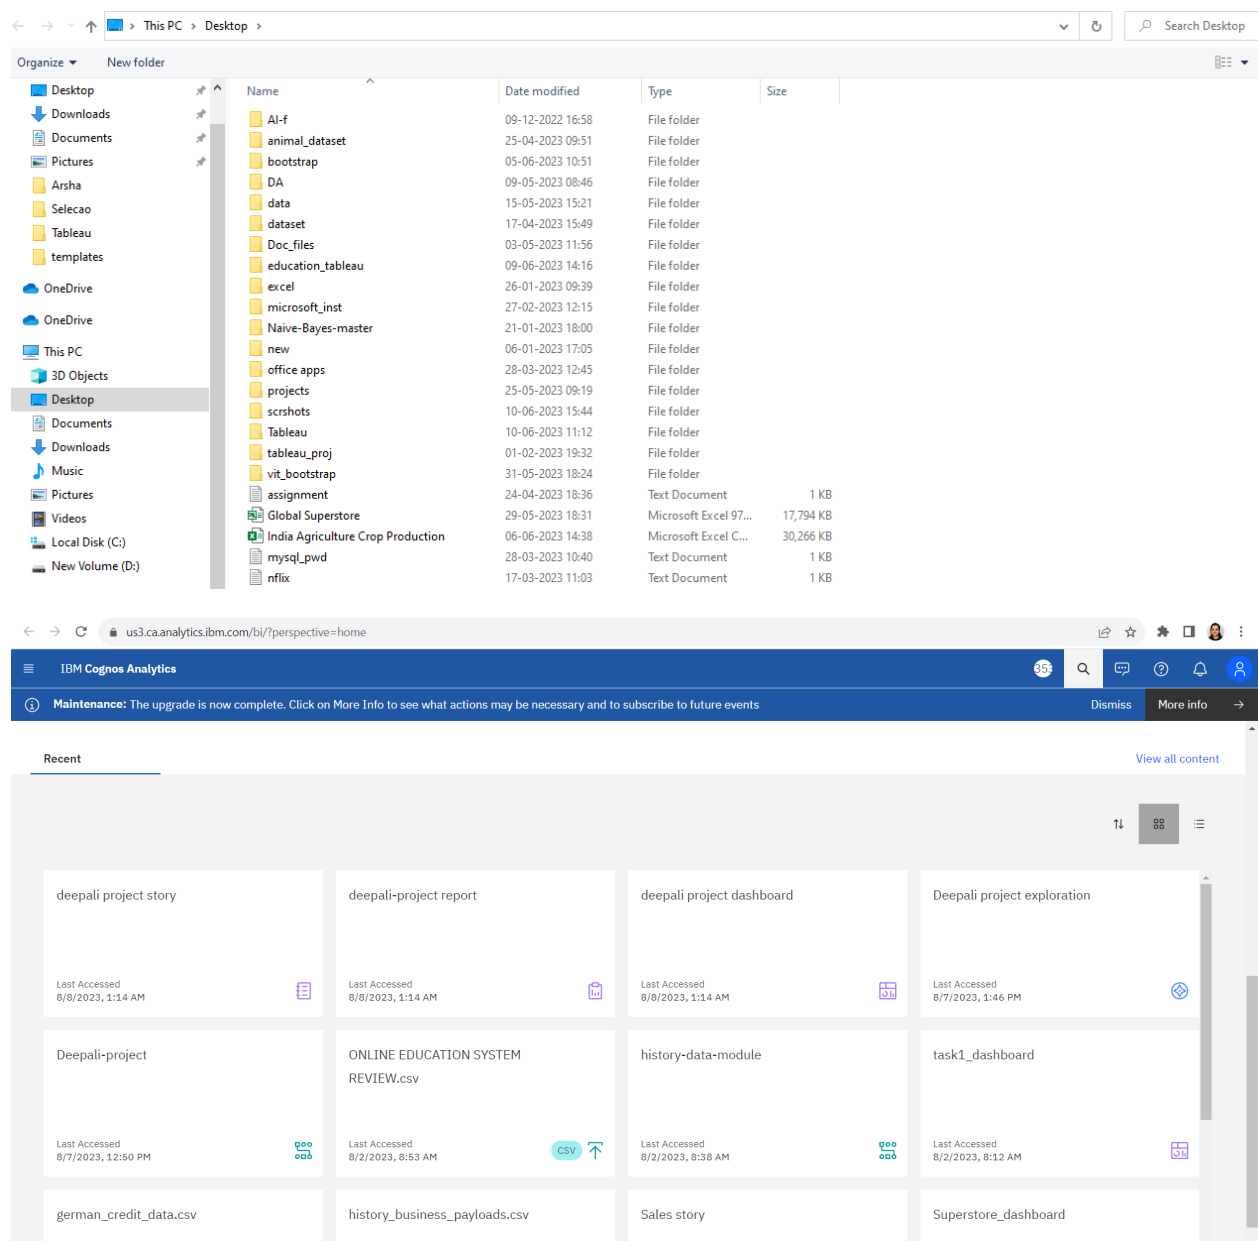 This PC > Desktop >
Search Desktop
Organize
New folder
Desktop
Downloads
Documents
Pictures
Arsha
Selecao
Tableau
templates
OneDrive
OneDrive
This PC
3D Objects
Desktop
Documents
Downloads
Music
Pictures
Videos
Local Disk (C:)
New Volume (D:)
Name Date modified Type Size
AI-f 09-12-2022 16:58 File folder
animal_dataset 25-04-2023 09:51 File folder
bootstrap 05-06-2023 10:51 File folder
DA 09-05-2023 08:46 File folder
data 15-05-2023 15:21 File folder
dataset 17-04-2023 15:49 File folder
Doc_files 03-05-2023 11:56 File folder
education_tableau 09-06-2023 14:16 File folder
excel 26-01-2023 09:39 File folder
microsoft_inst 27-02-2023 12:15 File folder
Naive-Bayes-master 21-01-2023 18:00 File folder
new 06-01-2023 17:05 File folder
office apps 28-03-2023 12:45 File folder
projects 25-05-2023 09:19 File folder
scrshots 10-06-2023 15:44 File folder
Tableau 10-06-2023 11:12 File folder
tableau_proj 01-02-2023 19:32 File folder
vit_bootstrap 31-05-2023 18:24 File folder
assignment 24-04-2023 18:36 Text Document 1 KB
Global Superstore 29-05-2023 18:31 Microsoft Excel 97... 17,794 KB
India Agriculture Crop Production 06-06-2023 14:38 Microsoft Excel C... 30,266 KB
mysql_pwd 28-03-2023 10:40 Text Document 1 KB
nflix 17-03-2023 11:03 Text Document 1 KB
us3.ca.analytics.ibm.com/bi/?perspective=home
IBM Cognos Analytics
Maintenance: The upgrade is now complete. Click on More Info to see what actions may be necessary and to subscribe to future events
Dismiss
More info
Recent
View all content
deepali project story
Last Accessed
8/8/2023, 1:14 AM
deepali-project report
Last Accessed
8/8/2023, 1:14 AM
deepali project dashboard
Last Accessed
8/8/2023, 1:14 AM
Deepali project exploration
Last Accessed
8/7/2023, 1:46 PM
Deepali-project
Last Accessed
8/7/2023, 12:50 PM
ONLINE EDUCATION SYSTEM
REVIEW.csv
Last Accessed
8/2/2023, 8:53 AM
CSV
history-data-module
Last Accessed
8/2/2023, 8:38 AM
task1_dashboard
Last Accessed
8/2/2023, 8:12 AM
german_credit_data.csv
history_business_payloads.csv
Sales story
Superstore_dashboard